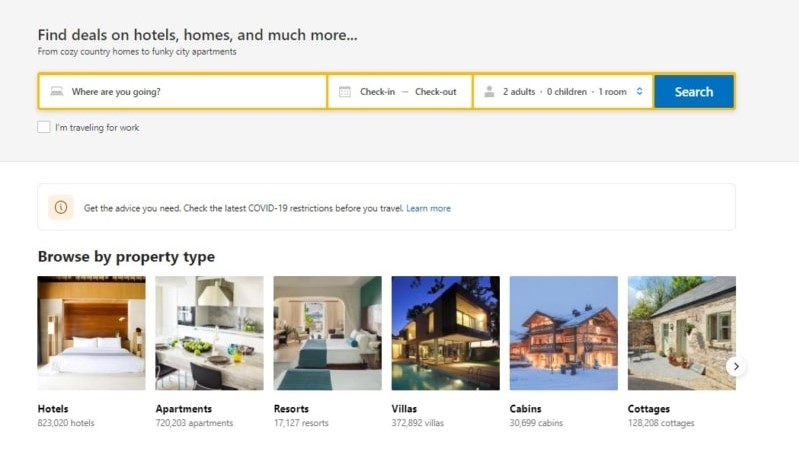 Find deals on hotels, homes, and much more...
From cozy country homes to funky city apartments
Where are you going?
Check-in — Check-out
2 adults · 0 children · 1 room
Search
I'm traveling for work
Get the advice you need. Check the latest COVID-19 restrictions before you travel. Learn more
Browse by property type
Hotels
823,020 hotels
Apartments
720,203 apartments
Resorts
17,127 resorts
Villas
372,892 villas
Cabins
30,699 cabins
Cottages
128,208 cottages